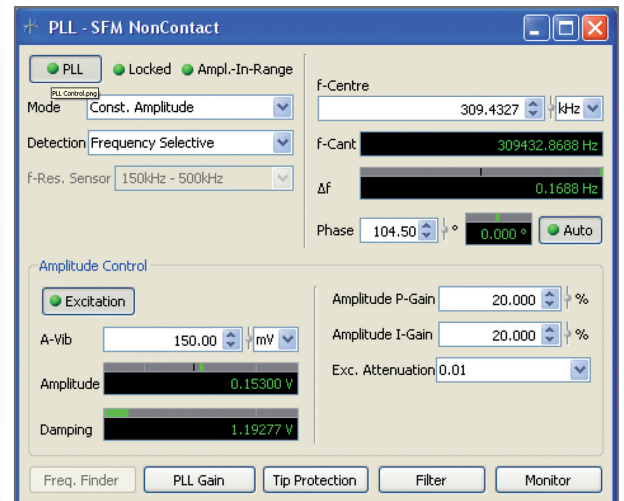 PLL - SFM NonContact
PLL Locked Ampl.-In-Range
PLL Control.png
Mode Const. Amplitude
Detection Frequency Selective
f-Res. Sensor 150kHz - 500kHz
f-Centre
309.4327 kHz
f-Cant 309432.8688 Hz
Δf 0.1688 Hz
Phase 104.50 ° 0.000 ° Auto
Amplitude Control
Excitation
A-Vib 150.00 mV
Amplitude 0.15300 V
Damping 1.19277 V
Amplitude P-Gain 20.000 %
Amplitude I-Gain 20.000 %
Exc. Attenuation 0.01
Freq. Finder PLL Gain Tip Protection Filter Monitor